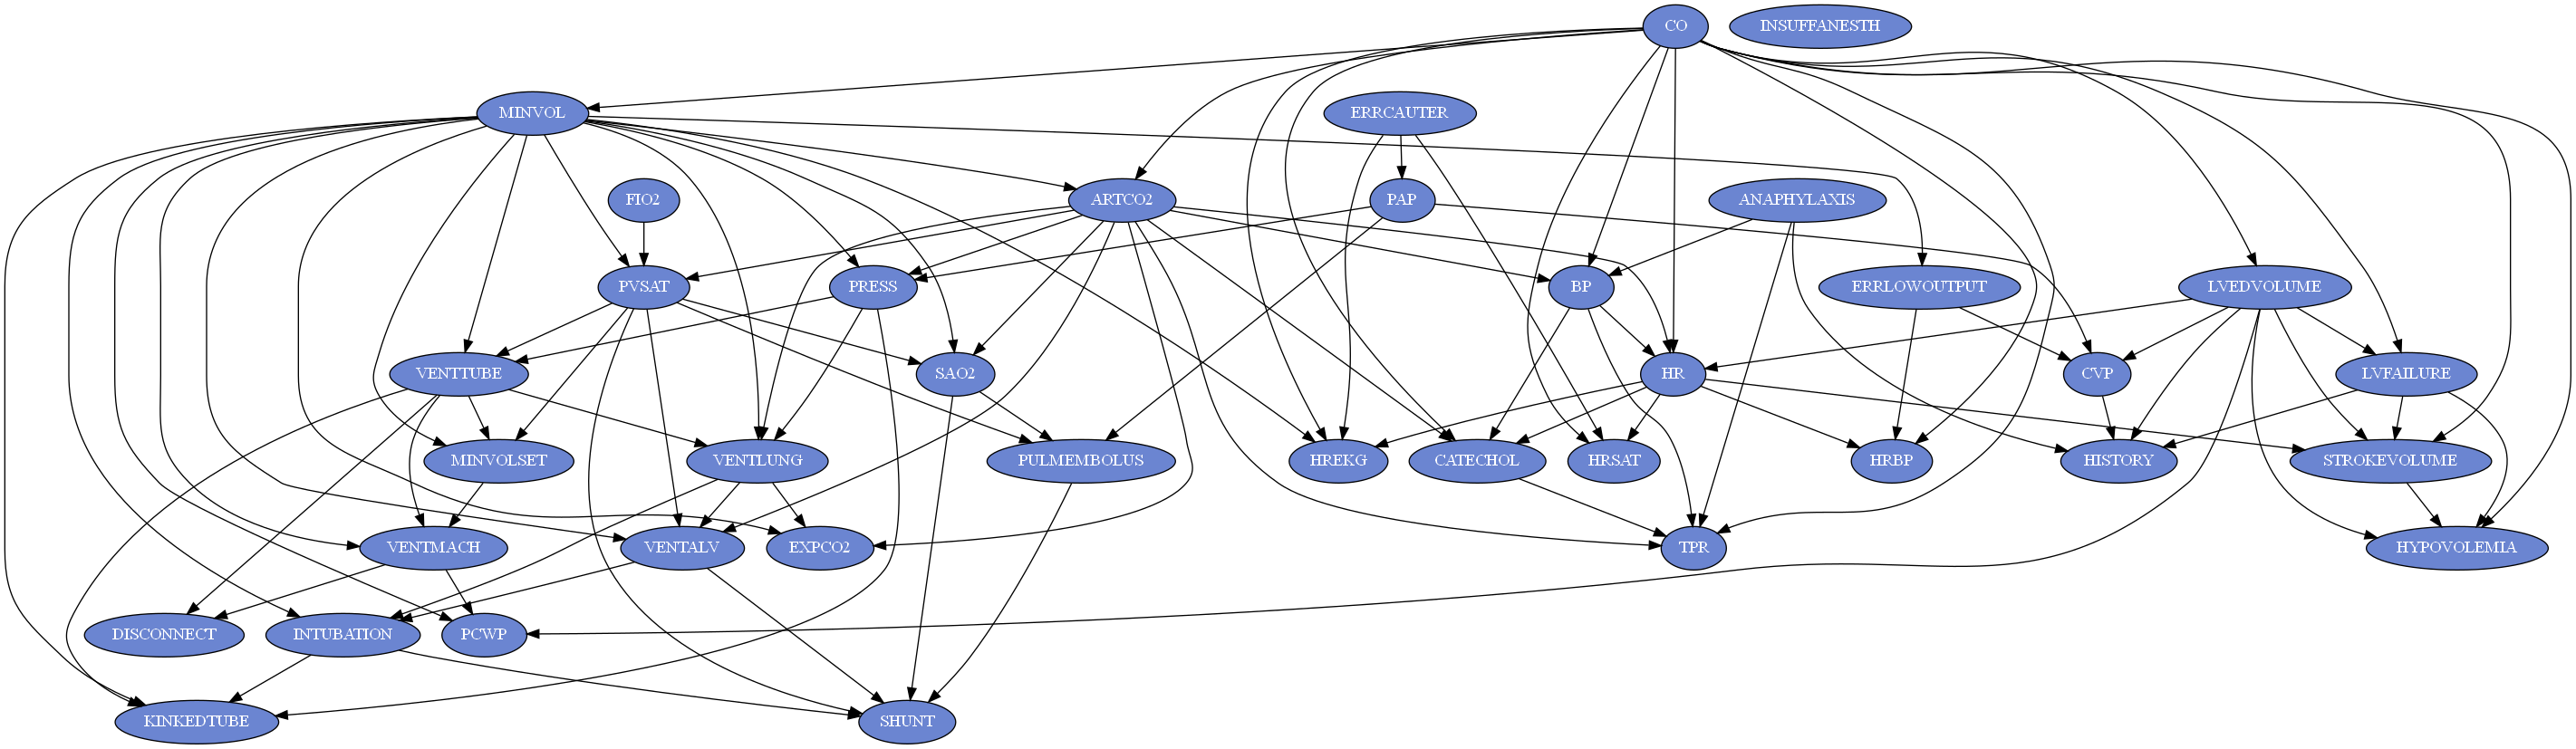 CO
INSUFFANESTH
MINVOL
ERRCAUTER
FIO2
ARTCO2
PAP
ANAPHYLAXIS
PVSAT
PRESS
BP
ERRLOWOUTPUT
LVEDVOLUME
VENTTUBE
SAO2
HR
CVP
LVFAILURE
MINVOLSET
VENTLUNG
PULMEMBOLUS
HREKG
CATECHOL
HRSAT
HRBP
HISTORY
STROKEVOLUME
VENTMACH
VENTALV
EXPCO2
TPR
HYPOVOLEMIA
DISCONNECT
INTUBATION
PCWP
KINKEDTUBE
SHUNT